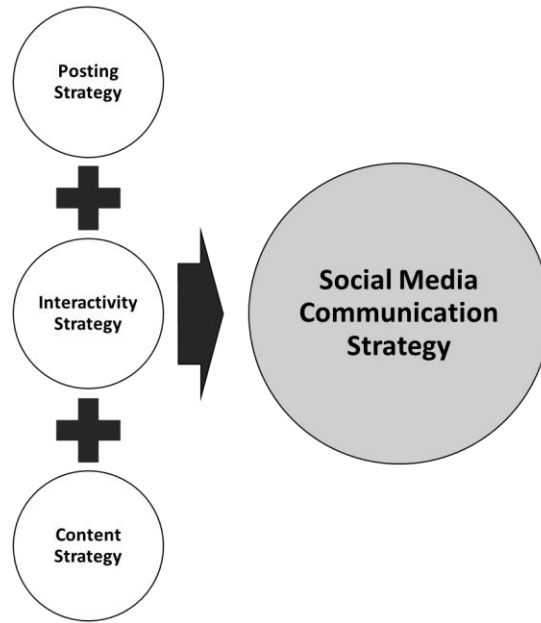 Posting
Strategy
Interactivity
Strategy
Content
Strategy
Social Media
Communication
Strategy